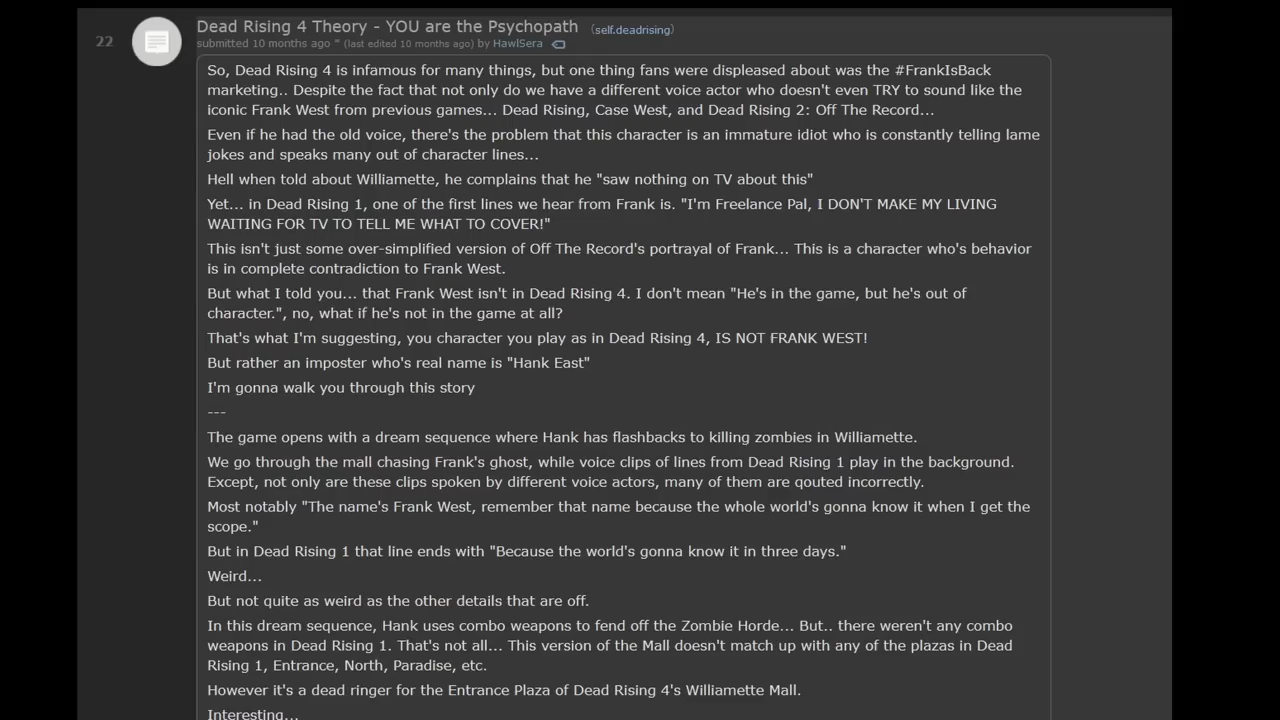 Dead Rising 4 Theory - YOU are the Psychopath (self.deadrising)
22
submitted 10 months ago * (last edited 10 months ago) by HawlSera
So, Dead Rising 4 is infamous for many things, but one thing fans were displeased about was the #FrankIsBack
marketing.. Despite the fact that not only do we have a different voice actor who doesn't even TRY to sound like the
iconic Frank West from previous games... Dead Rising, Case West, and Dead Rising 2: Off The Record...
Even if he had the old voice, there's the problem that this character is an immature idiot who is constantly telling lame
jokes and speaks many out of character lines...
Hell when told about Williamette, he complains that he "saw nothing on TV about this"
Yet... in Dead Rising 1, one of the first lines we hear from Frank is. "I'm Freelance Pal, I DON'T MAKE MY LIVING
WAITING FOR TV TO TELL ME WHAT TO COVER!"
This isn't just some over-simplified version of Off The Record's portrayal of Frank... This is a character who's behavior
is in complete contradiction to Frank West.
But what I told you... that Frank West isn't in Dead Rising 4. I don't mean "He's in the game, but he's out of
character.", no, what if he's not in the game at all?
That's what I'm suggesting, you character you play as in Dead Rising 4, IS NOT FRANK WEST!
But rather an imposter who's real name is "Hank East"
I'm gonna walk you through this story
---
The game opens with a dream sequence where Hank has flashbacks to killing zombies in Williamette.
We go through the mall chasing Frank's ghost, while voice clips of lines from Dead Rising 1 play in the background.
Except, not only are these clips spoken by different voice actors, many of them are qouted incorrectly.
Most notably "The name's Frank West, remember that name because the whole world's gonna know it when I get the
scope."
But in Dead Rising 1 that line ends with "Because the world's gonna know it in three days."
Weird...
But not quite as weird as the other details that are off.
In this dream sequence, Hank uses combo weapons to fend off the Zombie Horde... But.. there weren't any combo
weapons in Dead Rising 1. That's not all... This version of the Mall doesn't match up with any of the plazas in Dead
Rising 1, Entrance, North, Paradise, etc.
However it's a dead ringer for the Entrance Plaza of Dead Rising 4's Williamette Mall.
Interesting...